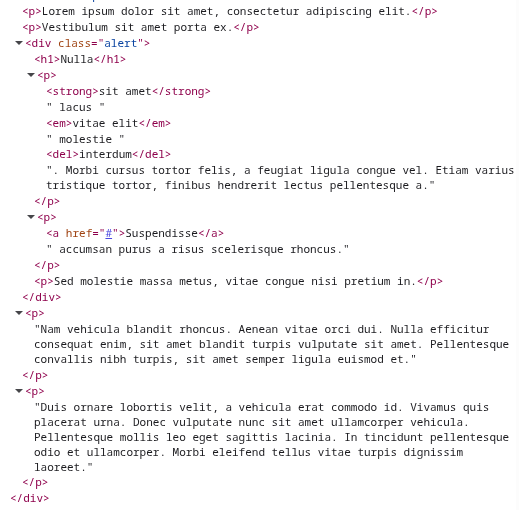 <p>Lorem ipsum dolor sit amet, consectetur adipiscing elit.</p>
<p>Vestibulum sit amet porta ex.</p>
<div class="alert">
<h1>Nulla</h1>
<p>
<strong>sit amet</strong>
" lacus "
<em>vitae elit</em>
" molestie "
<del>interdum</del>
". Morbi cursus tortor felis, a feugiat ligula congue vel. Etiam varius
tristique tortor, finibus hendrerit lectus pellentesque a."
</p>
<p>
<a href="#">Suspendisse</a>
" accumsan purus a risus scelerisque rhoncus."
</p>
<p>Sed molestie massa metus, vitae congue nisi pretium in.</p>
</div>
<p>
"Nam vehicula blandit rhoncus. Aenean vitae orci dui. Nulla efficitur
consequat enim, sit amet blandit turpis vulputate sit amet. Pellentesque
convallis nibh turpis, sit amet semper ligula euismod et."
</p>
<p>
"Duis ornare lobortis velit, a vehicula erat commodo id. Vivamus quis
placerat urna. Donec vulputate nunc sit amet ullamcorper vehicula.
Pellentesque mollis leo eget sagittis lacinia. In tincidunt pellentesque
odio et ullamcorper. Morbi eleifend tellus vitae turpis dignissim
laoreet."
</p>
</div>